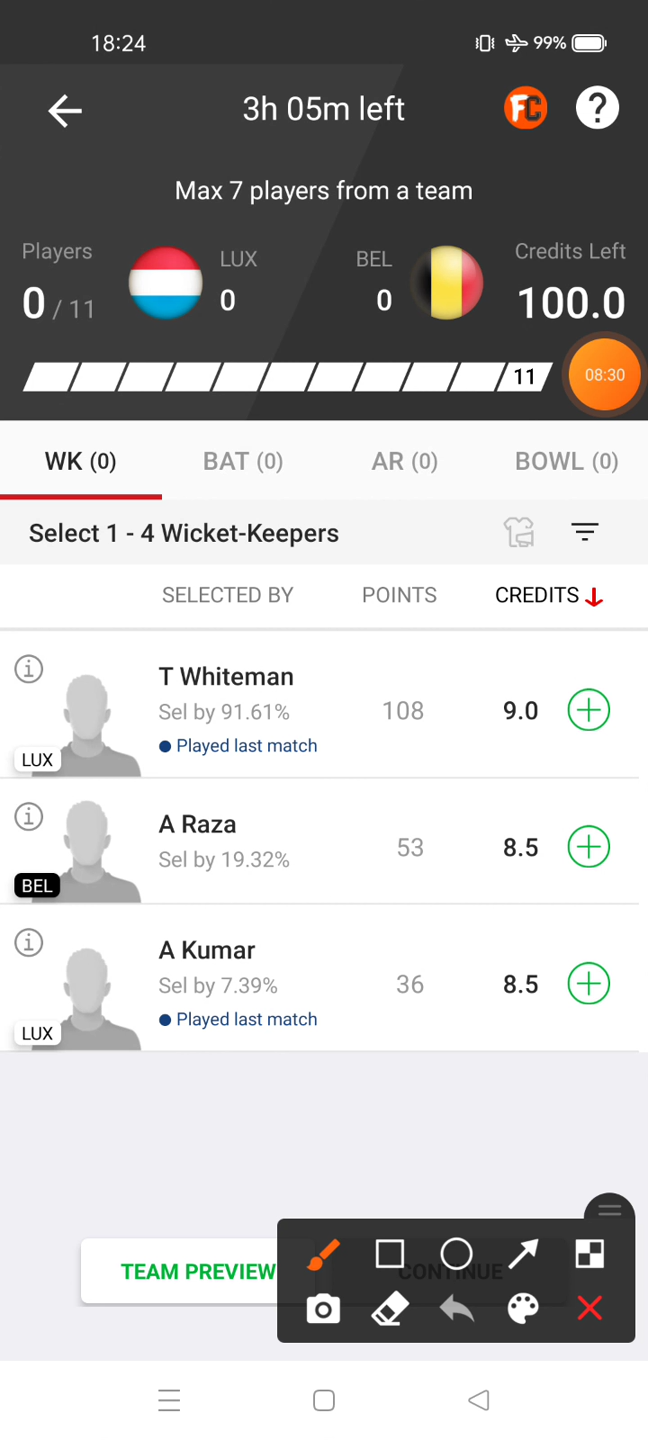 18:24
99%
3h 05m left
FC
?
Max 7 players from a team
Players
LUX
BEL
Credits Left
0 / 11
0
0
100.0
11
08:30
WK (0)
BAT (0)
AR (0)
BOWL (0)
Select 1 - 4 Wicket-Keepers
SELECTED BY
POINTS
CREDITS
T Whiteman
Sel by 91.61%
108
9.0
Played last match
LUX
A Raza
Sel by 19.32%
53
8.5
BEL
A Kumar
Sel by 7.39%
36
8.5
Played last match
LUX
TEAM PREVIEW
CONTINUE